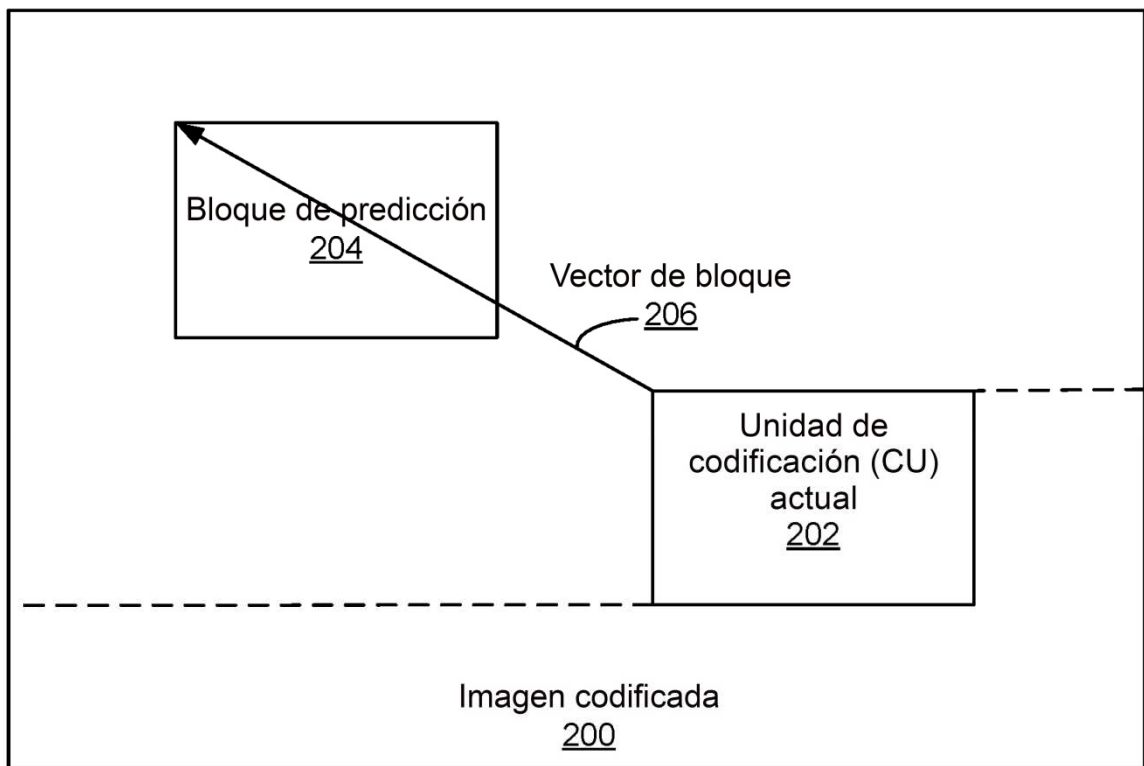 Bloque de predicción
204
Vector de bloque
206
Unidad de
codificación (CU)
actual
202
Imagen codificada
200